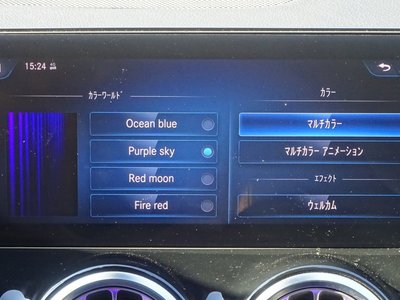 15:24
カラーワールド
Ocean blue
Purple sky
Red moon
Fire red
カラー
マルチカラー
マルチカラー アニメーション
エフェクト
ウェルカム